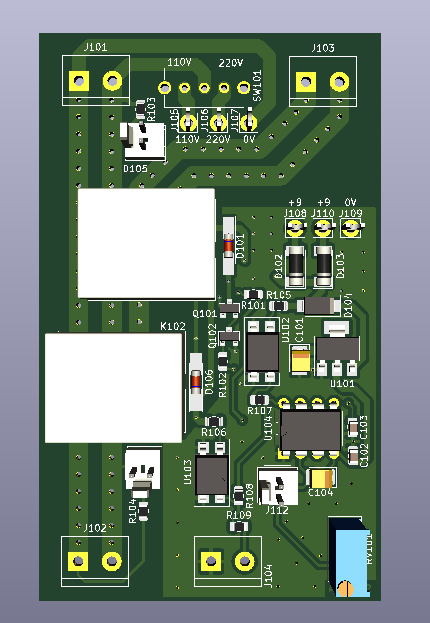 J101
J103
110V
220V
SW101
R103
J105
J106
J107
110V
220V
0V
D105
+9
+9
0V
J108
J110
J109
D101
D102
D103
R101
R105
D104
Q101
K102
Q102
U102
C101
R102
D106
U101
R107
U104
R106
C103
C102
U103
C104
R108
J112
R104
R109
J102
J104
RV101